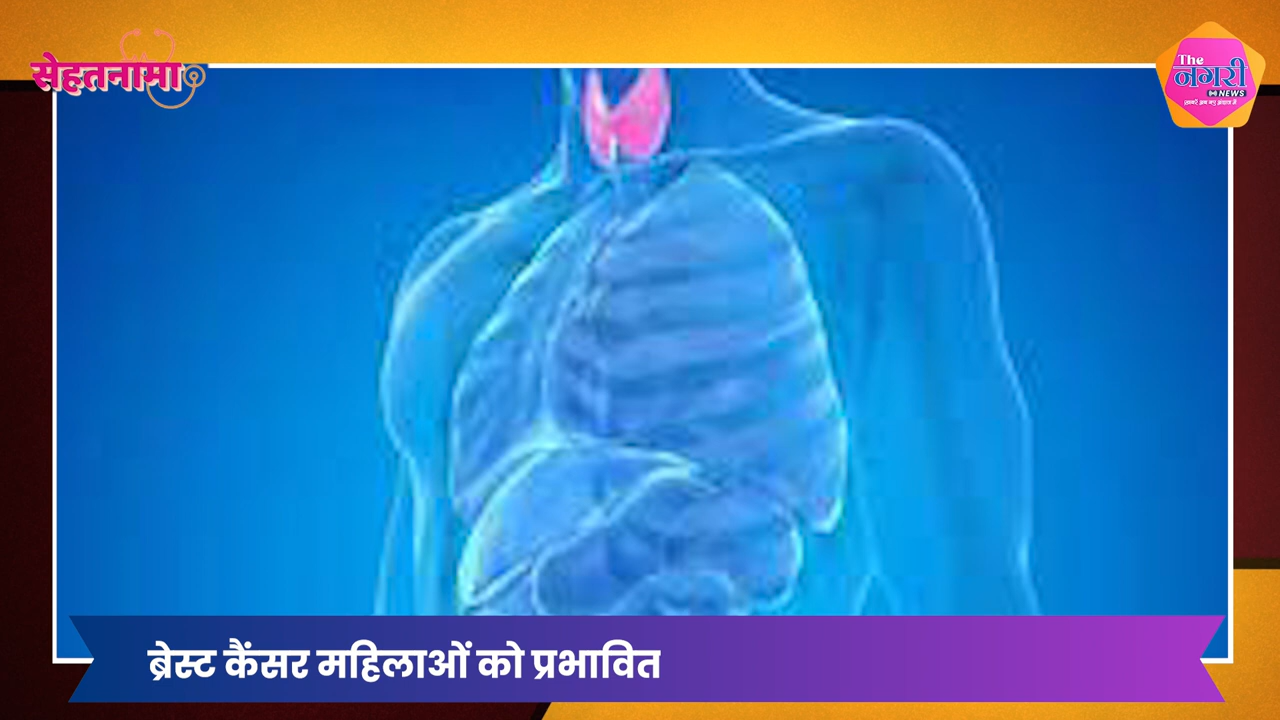 सेहतनामा
The
नगरी
NEWS
ब्रेस्ट कैंसर महिलाओं को प्रभावित